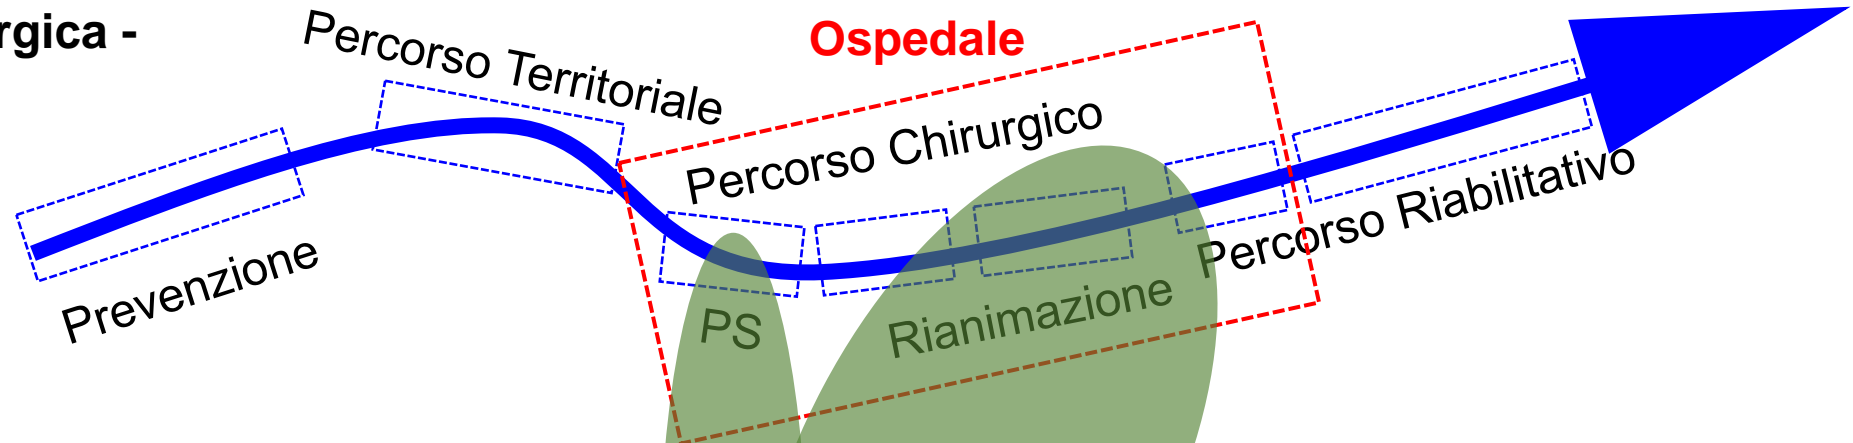 rgica -
Percorso Territoriale
Ospedale
Percorso Chirurgico
Prevenzione
PS
Rianimazione
Percorso Riabilitativo